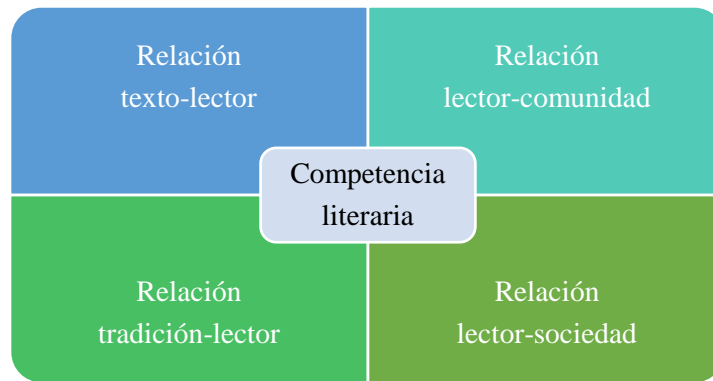 Relación
texto-lector
Relación
lector-comunidad
Competencia
literaria
Relación
tradición-lector
Relación
lector-sociedad